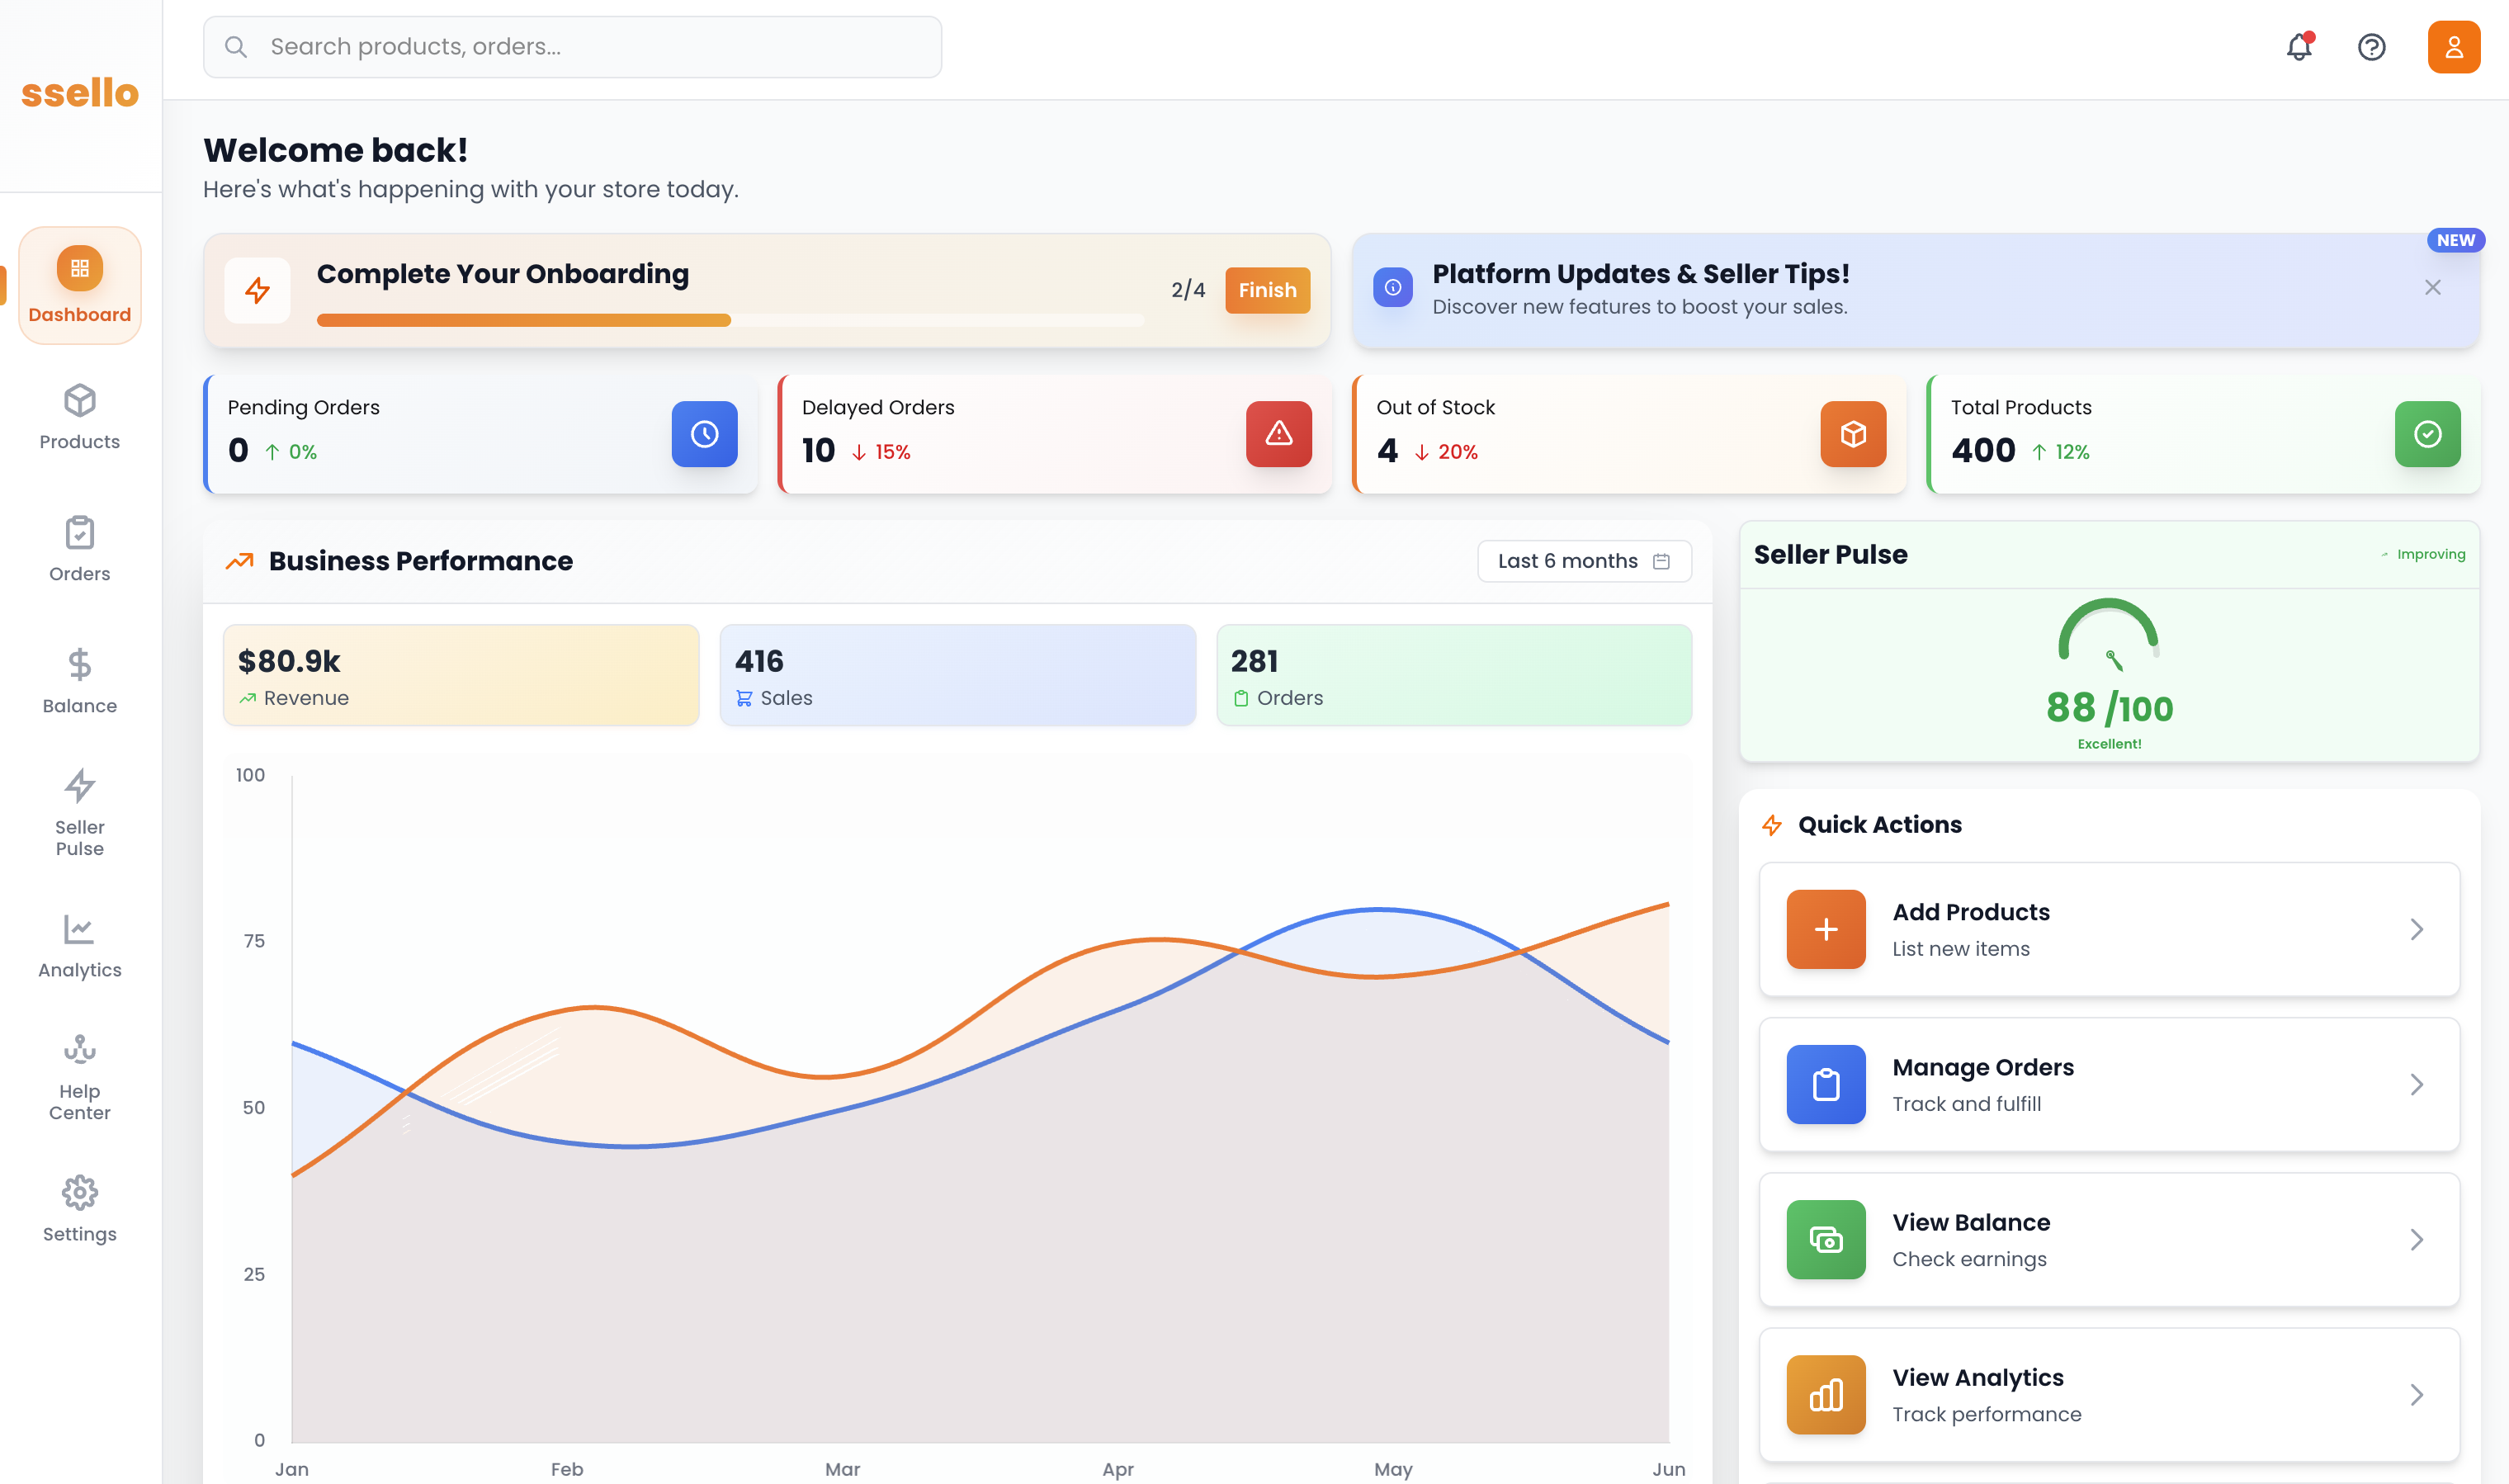 ssello
Search products, orders...
Dashboard
Products
Orders
Balance
Seller
Pulse
Analytics
Help
Center
Settings
Welcome back!
Here's what's happening with your store today.
Complete Your Onboarding
2/4
Finish
NEW
Platform Updates & Seller Tips!
Discover new features to boost your sales.
Pending Orders
0 ↑ 0%
Delayed Orders
10 ↓ 15%
Out of Stock
4 ↓ 20%
Total Products
400 ↑ 12%
Business Performance
Last 6 months
$80.9k
Revenue
416
Sales
281
Orders
100
75
50
25
0
Jan Feb Mar Apr May Jun
Seller Pulse
Improving
88 /100
Excellent!
Quick Actions
Add Products
List new items
Manage Orders
Track and fulfill
View Balance
Check earnings
View Analytics
Track performance